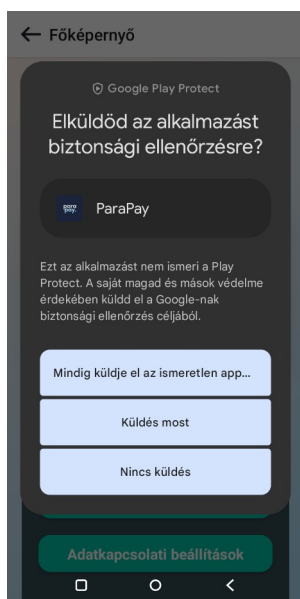 Főképernyő
Google Play Protect
Elküldöd az alkalmazást
biztonsági ellenőrzésre?
para
pay.
ParaPay
Ezt az alkalmazást nem ismeri a Play
Protect. A saját magad és mások védelme
érdekében küldd el a Google-nak
biztonsági ellenőrzés céljából.
Mindig küldje el az ismeretlen app...
Küldés most
Nincs küldés
Adatkapcsolati beállítások